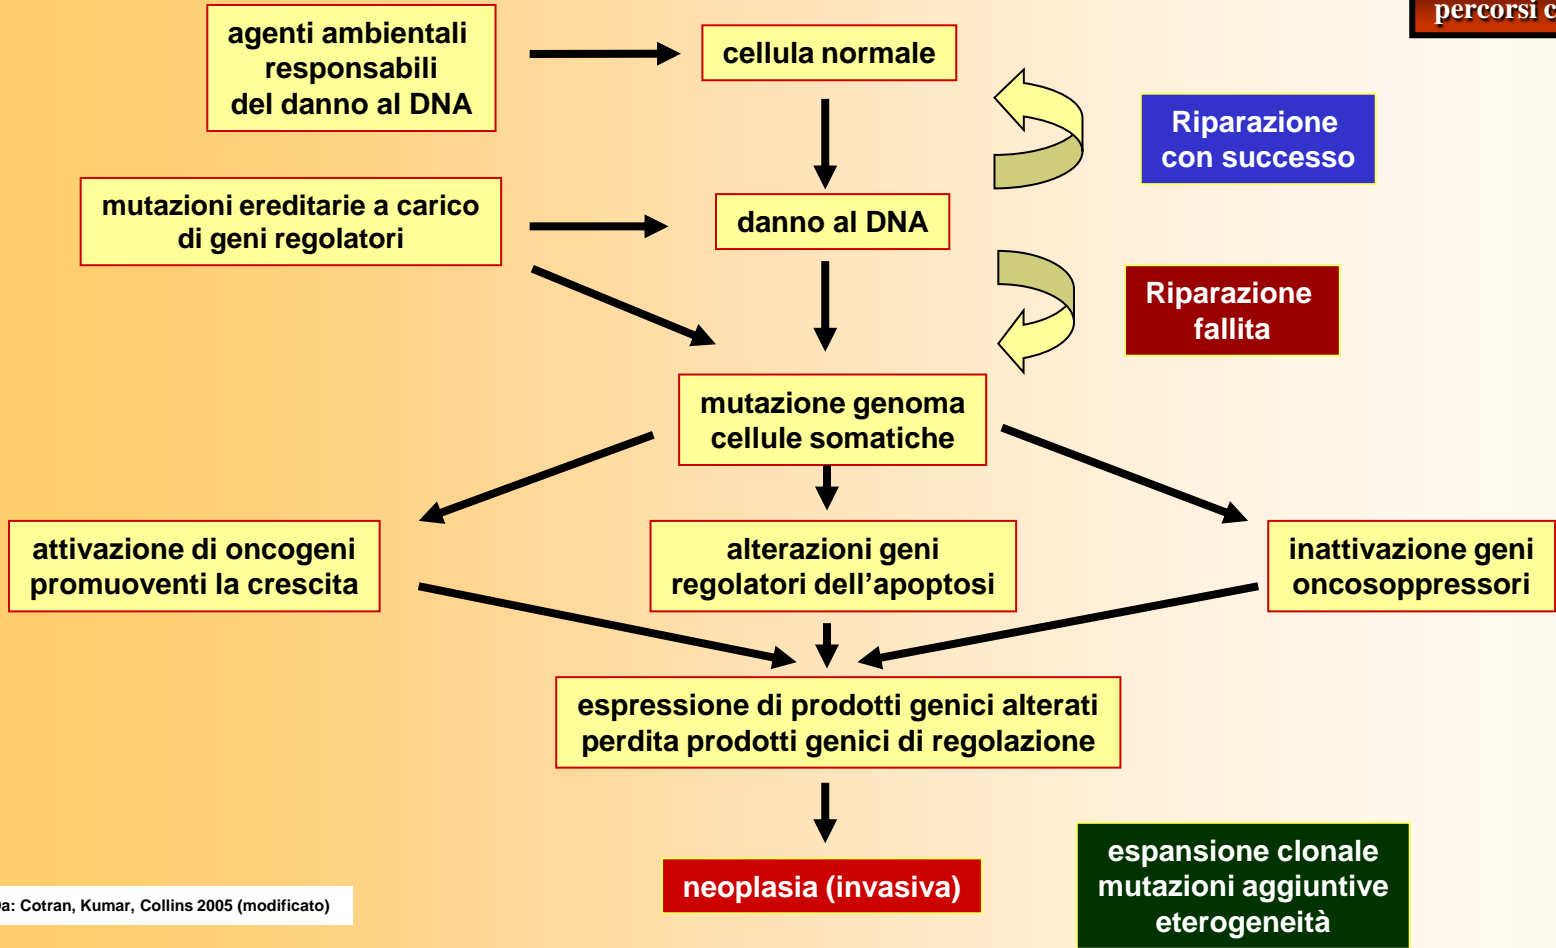 percorsi c
agenti ambientali
responsabili
del danno al DNA
cellula normale
Riparazione
con successo
mutazioni ereditarie a carico
di geni regolatori
danno al DNA
Riparazione
fallita
mutazione genoma
cellule somatiche
attivazione di oncogeni
promuoventi la crescita
alterazioni geni
regolatori dell’apoptosi
inattivazione geni
oncosoppressori
espressione di prodotti genici alterati
perdita prodotti genici di regolazione
neoplasia (invasiva)
espansione clonale
mutazioni aggiuntive
eterogeneità
a: Cotran, Kumar, Collins 2005 (modificato)